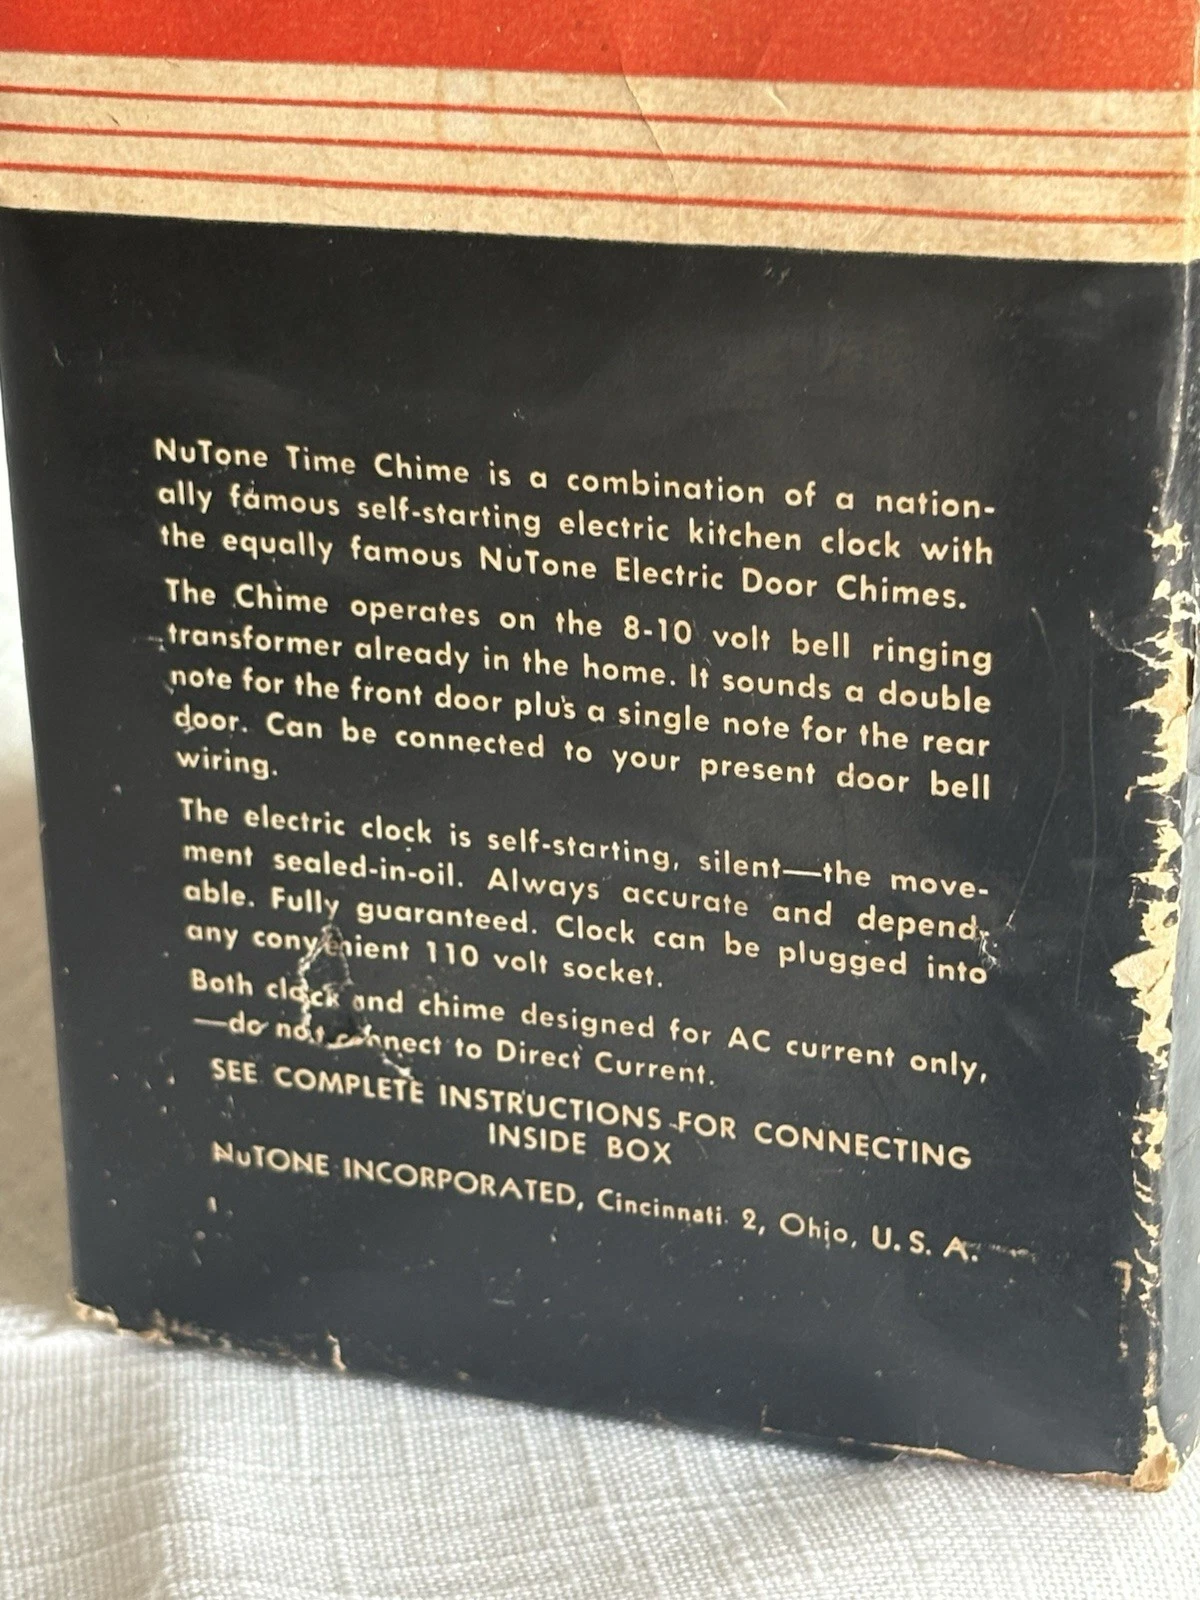 NuTone Time Chime is a combination of a nation-
ally famous self-starting electric kitchen clock with
the equally famous NuTone Electric Door Chimes.
The Chime operates on the 8-10 volt bell ringing
transformer already in the home. It sounds a double
note for the front door plus a single note for the rear
door. Can be connected to your present door bell
wiring.
The electric clock is self-starting, silent—the move-
ment sealed-in-oil. Always accurate and depend-
able. Fully guaranteed. Clock can be plugged into
any convenient 110 volt socket.
Both clock and chime designed for AC current only,
—do not connect to Direct Current.
SEE COMPLETE INSTRUCTIONS FOR CONNECTING
INSIDE BOX
NuTONE INCORPORATED, Cincinnati 2, Ohio, U. S. A.